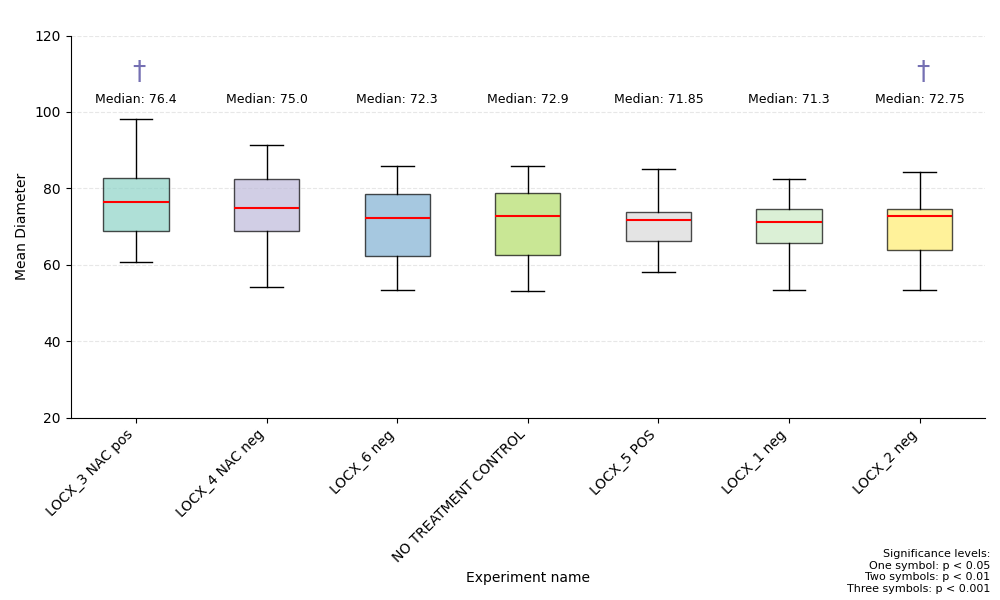 120
† †
Median: 76.4 Median: 75.0 Median: 72.3 Median: 72.9 Median: 71.85 Median: 71.3 Median: 72.75
100
80
60
40
20
Mean Diameter
LOCX_3 NAC pos
LOCX_4 NAC neg
LOCX_6 neg
NO TREATMENT CONTROL
LOCX_5 POS
LOCX_1 neg
LOCX_2 neg
Experiment name
Significance levels:
One symbol: p < 0.05
Two symbols: p < 0.01
Three symbols: p < 0.001